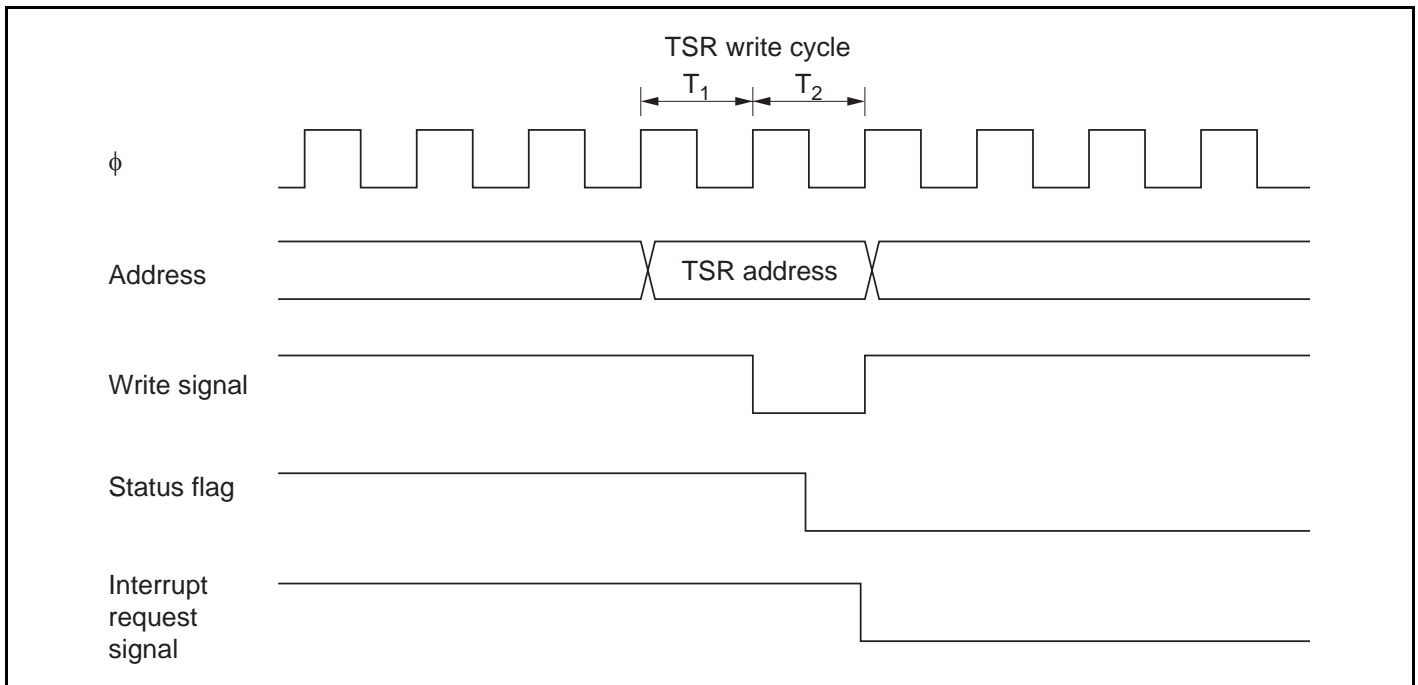 TSR write cycle
T₁ T₂
ϕ
Address
TSR address
Write signal
Status flag
Interrupt
request
signal